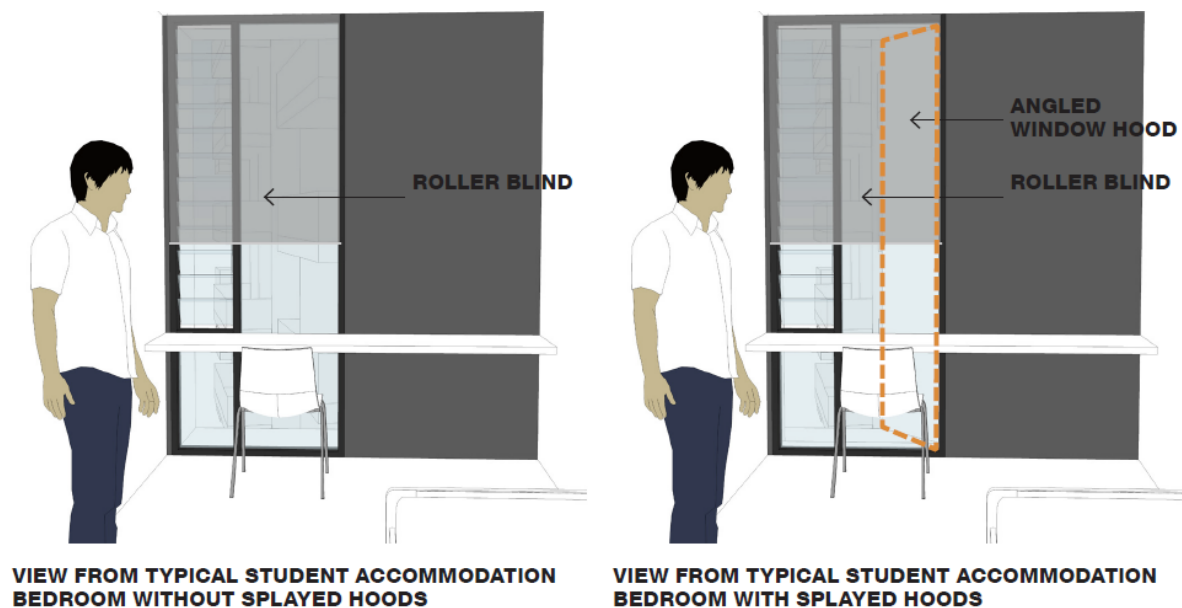 ROLLER BLIND
VIEW FROM TYPICAL STUDENT ACCOMMODATION
BEDROOM WITHOUT SPLAYED HOODS
ANGLED
WINDOW HOOD
ROLLER BLIND
VIEW FROM TYPICAL STUDENT ACCOMMODATION
BEDROOM WITH SPLAYED HOODS